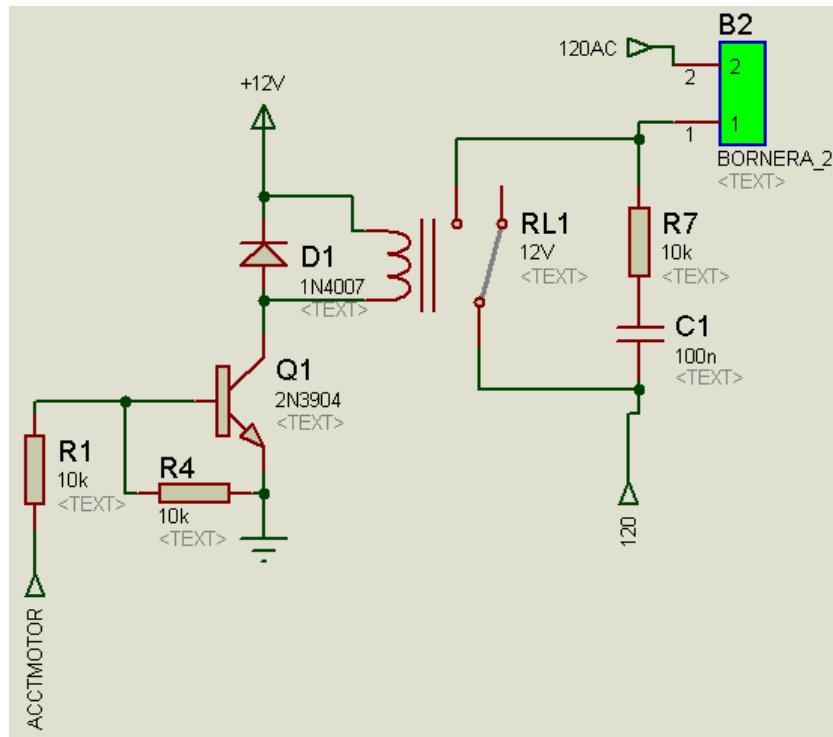 B2
120AC
2
2
1
1
BORNERA_2
<TEXT>
+12V
D1
1N4007
<TEXT>
RL1
12V
<TEXT>
R7
10k
<TEXT>
C1
100n
<TEXT>
Q1
2N3904
<TEXT>
R1
10k
<TEXT>
R4
10k
<TEXT>
120
ACCTMOTOR